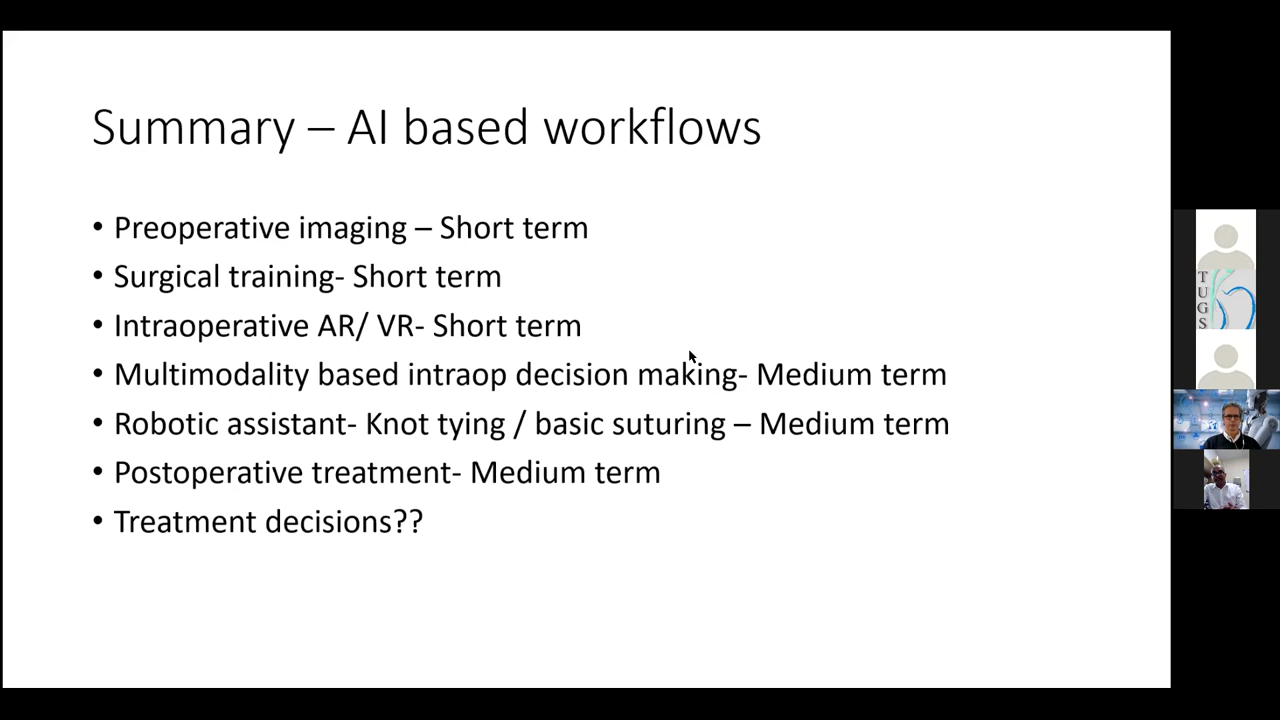 Summary – AI based workflows
• Preoperative imaging – Short term
• Surgical training- Short term
• Intraoperative AR/ VR- Short term
• Multimodality based intraop decision making- Medium term
• Robotic assistant- Knot tying / basic suturing – Medium term
• Postoperative treatment- Medium term
• Treatment decisions??
TUGS